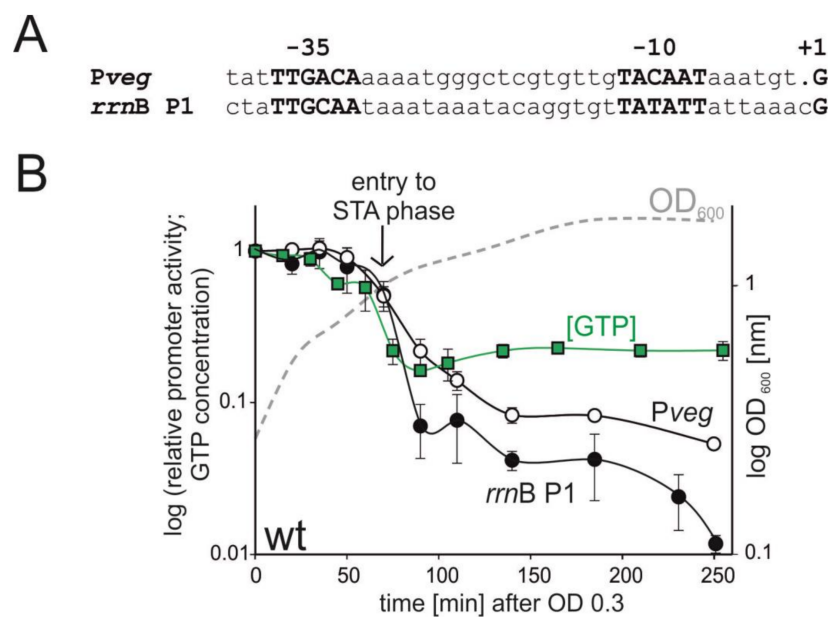 A
-35 -10 +1
Pveg tatTTGACAaaaatgggctcgtgttgTACAATaaatgt.G
rrnB P1 ctaTTGCAAtaaataaatacaggtgtTATATTattaaacG
B
entry to
STA phase
OD600
1
1
[GTP]
0.1
Pveg
rrnB P1
wt
0.01
0.1
log (relative promoter activity;
GTP concentration)
log OD600 [nm]
0 50 100 150 200 250
time [min] after OD 0.3